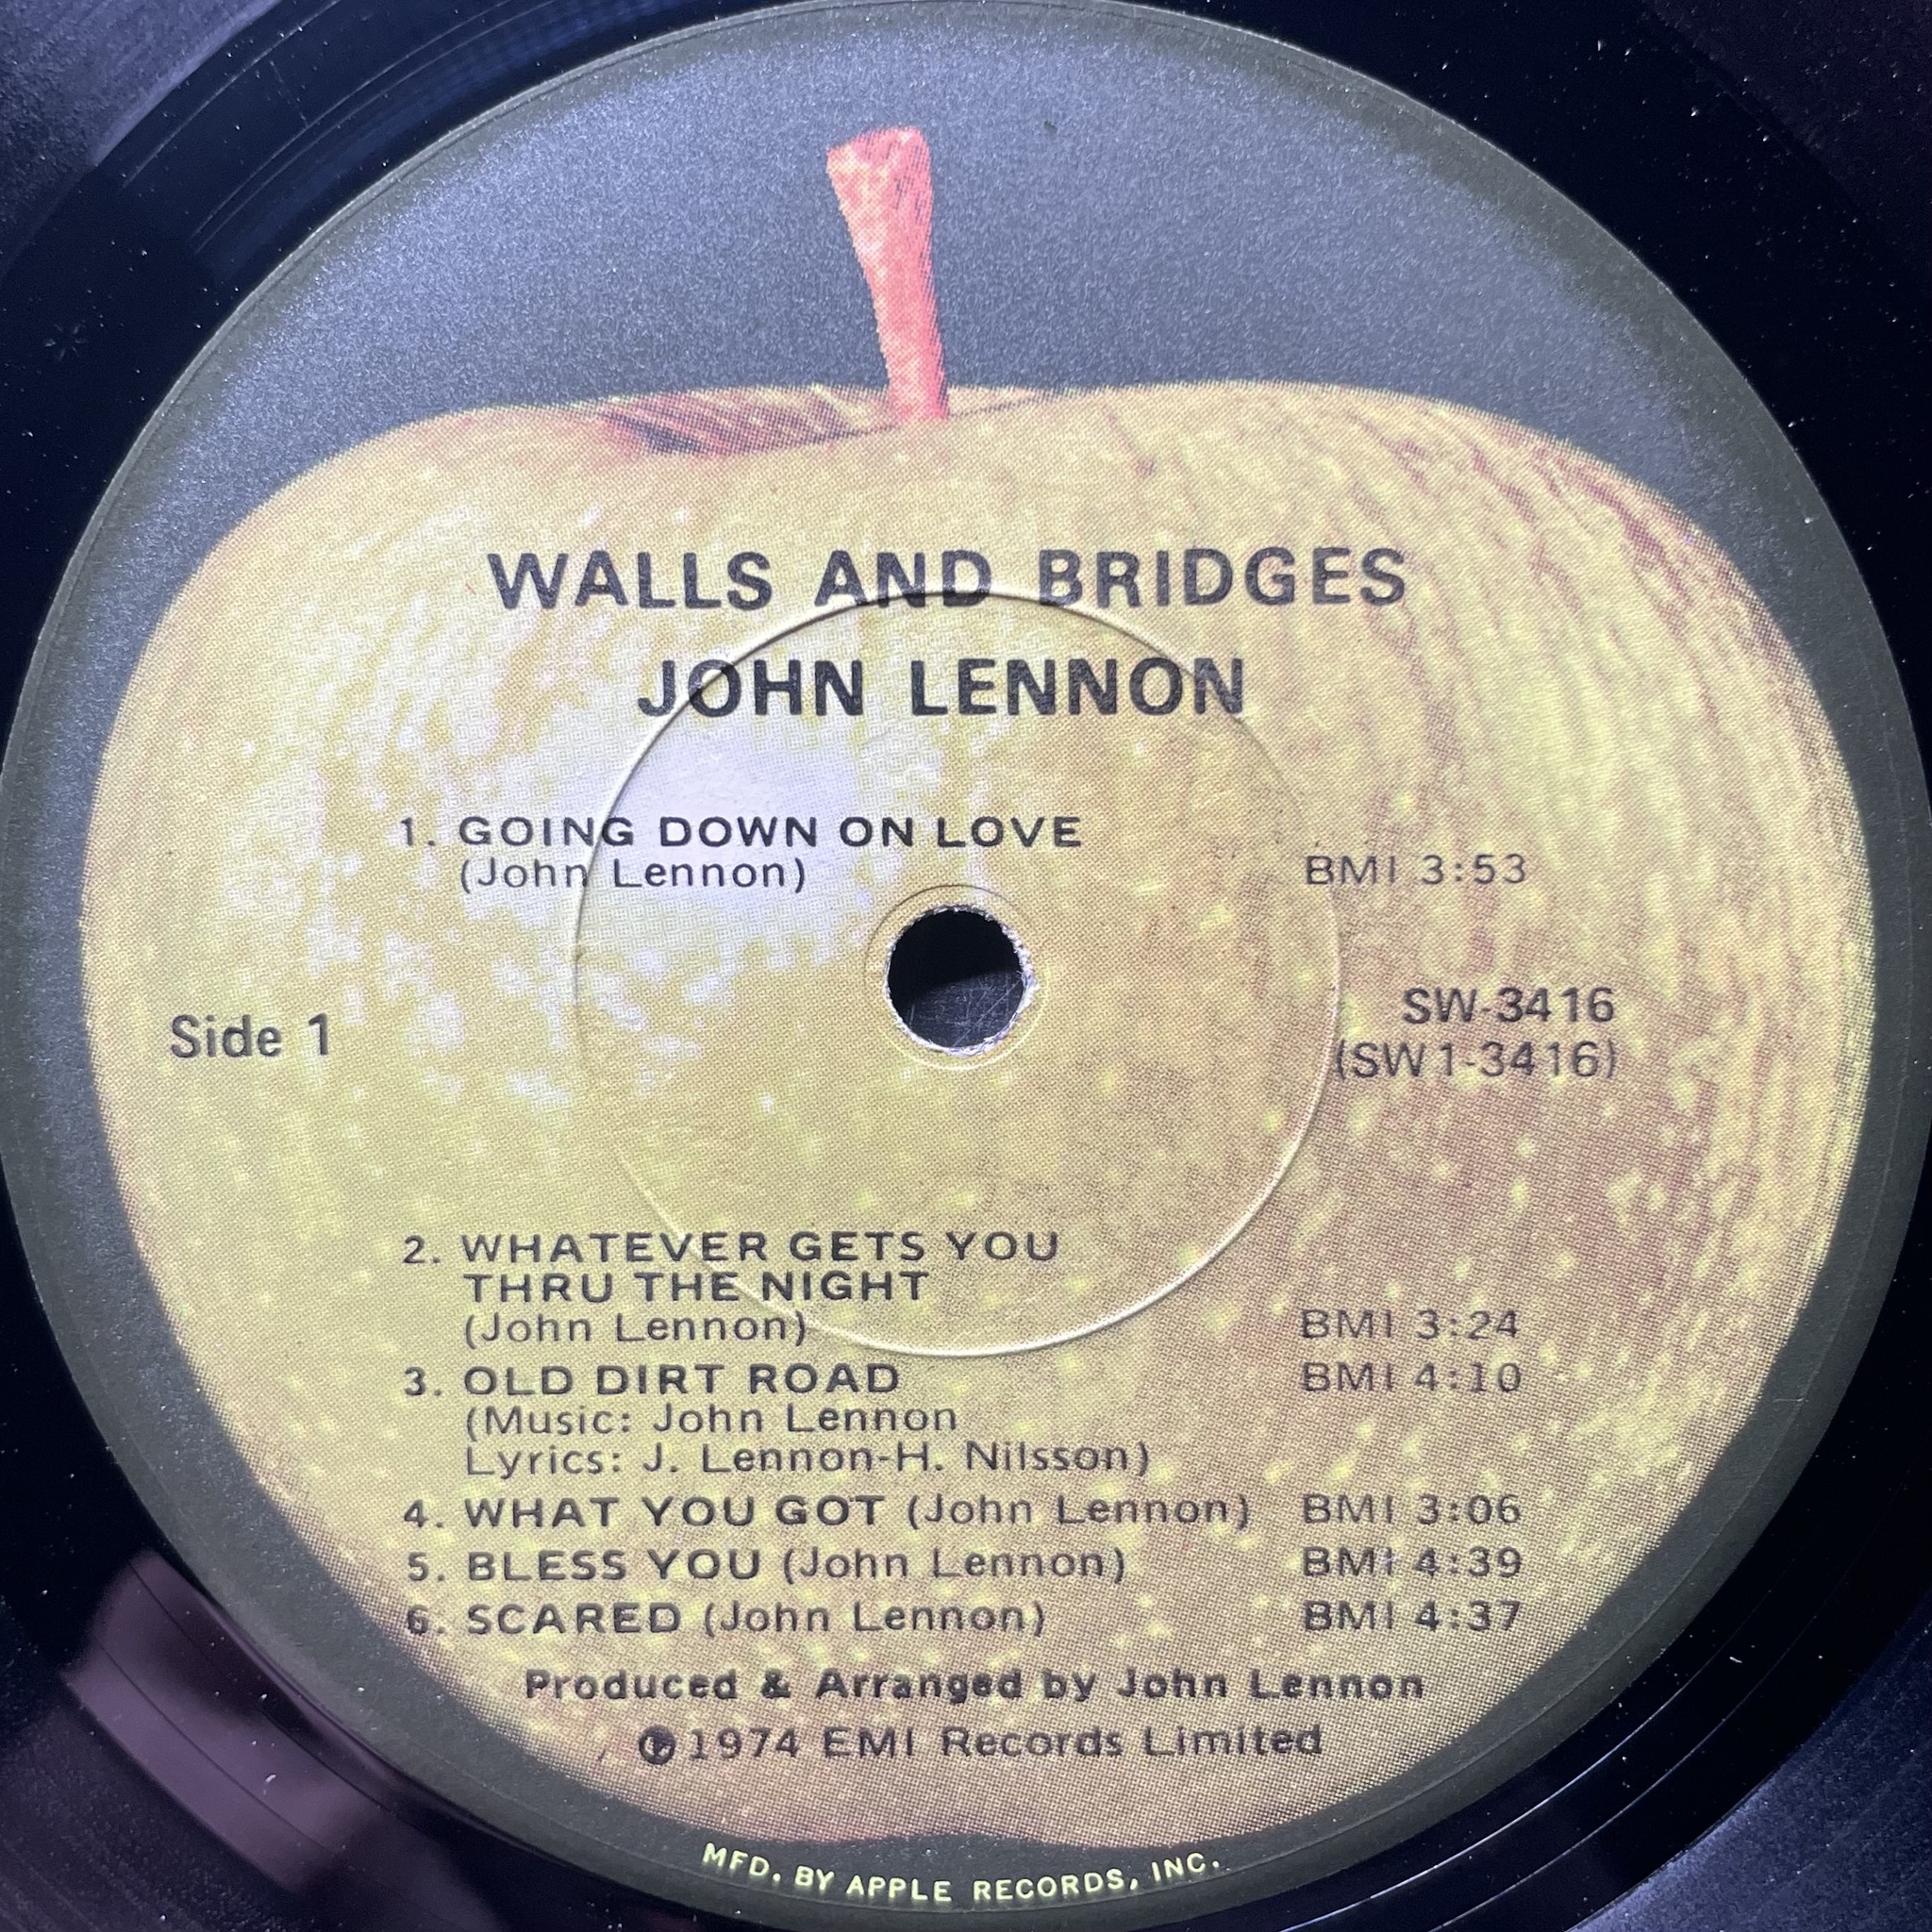 WALLS AND BRIDGES
JOHN LENNON
1. GOING DOWN ON LOVE
(John Lennon) BMI 3:53
Side 1
SW-3416
(SW1-3416)
2. WHATEVER GETS YOU
THRU THE NIGHT
(John Lennon) BMI 3:24
3. OLD DIRT ROAD BMI 4:10
(Music: John Lennon
Lyrics: J. Lennon-H. Nilsson)
4. WHAT YOU GOT (John Lennon) BMI 3:06
5. BLESS YOU (John Lennon) BMI 4:39
6. SCARED (John Lennon) BMI 4:37
Produced & Arranged by John Lennon
℗1974 EMI Records Limited
MFD. BY APPLE RECORDS, INC.